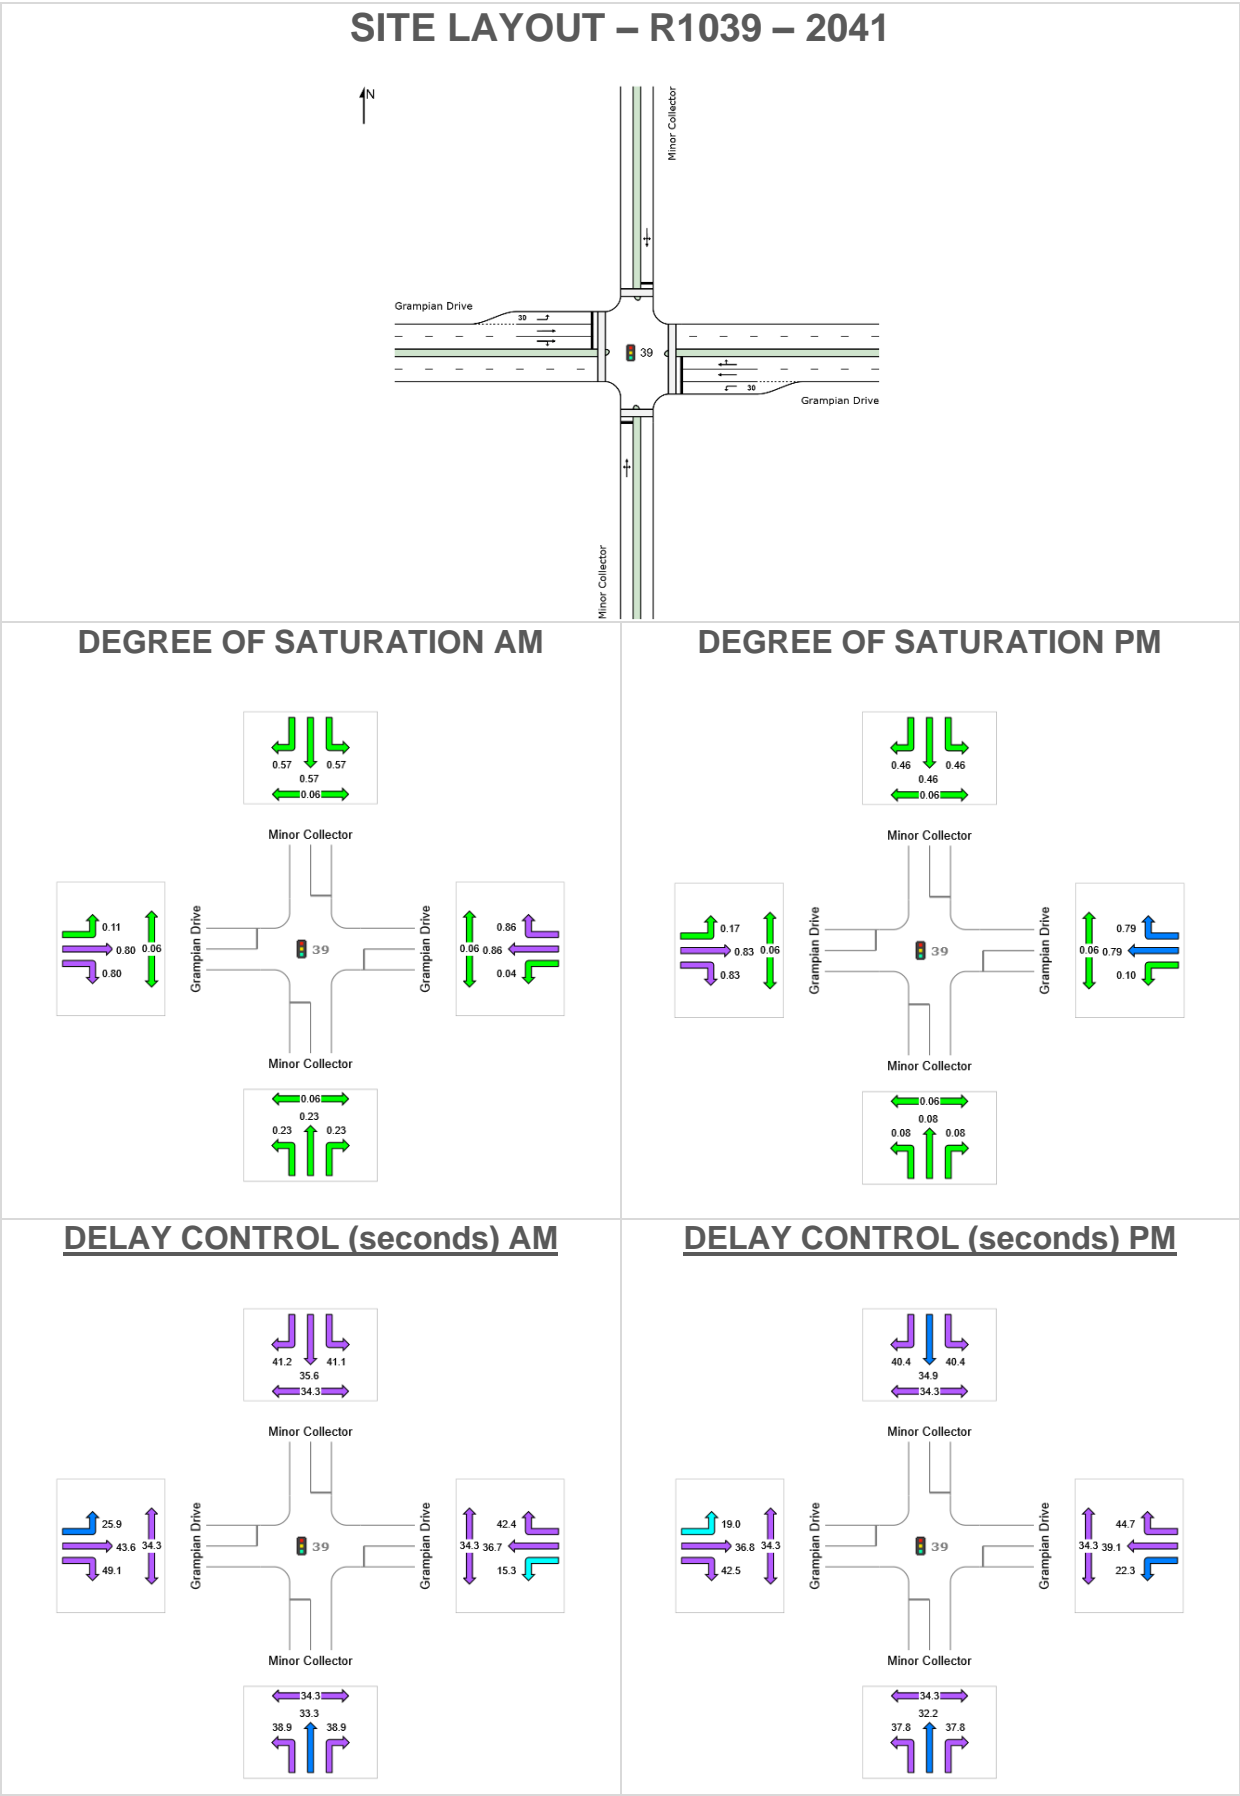 SITE LAYOUT – R1039 – 2041
N
Minor Collector
Grampian Drive
30
39
30
Grampian Drive
Minor Collector
DEGREE OF SATURATION AM
0.57 0.57
0.57
0.06
Minor Collector
Grampian Drive
Grampian Drive
0.11
0.80 0.06
0.80
39
0.86
0.06 0.86
0.04
Minor Collector
0.06
0.23
0.23 0.23
DEGREE OF SATURATION PM
0.46 0.46
0.46
0.06
Minor Collector
Grampian Drive
Grampian Drive
0.17
0.83 0.06
0.83
39
0.79
0.06 0.79
0.10
Minor Collector
0.06
0.08
0.08 0.08
DELAY CONTROL (seconds) AM
41.2 41.1
35.6
34.3
Minor Collector
Grampian Drive
Grampian Drive
25.9
43.6 34.3
49.1
39
42.4
34.3 36.7
15.3
Minor Collector
34.3
33.3
38.9 38.9
DELAY CONTROL (seconds) PM
40.4 40.4
34.9
34.3
Minor Collector
Grampian Drive
Grampian Drive
19.0
36.8 34.3
42.5
39
44.7
34.3 39.1
22.3
Minor Collector
34.3
32.2
37.8 37.8